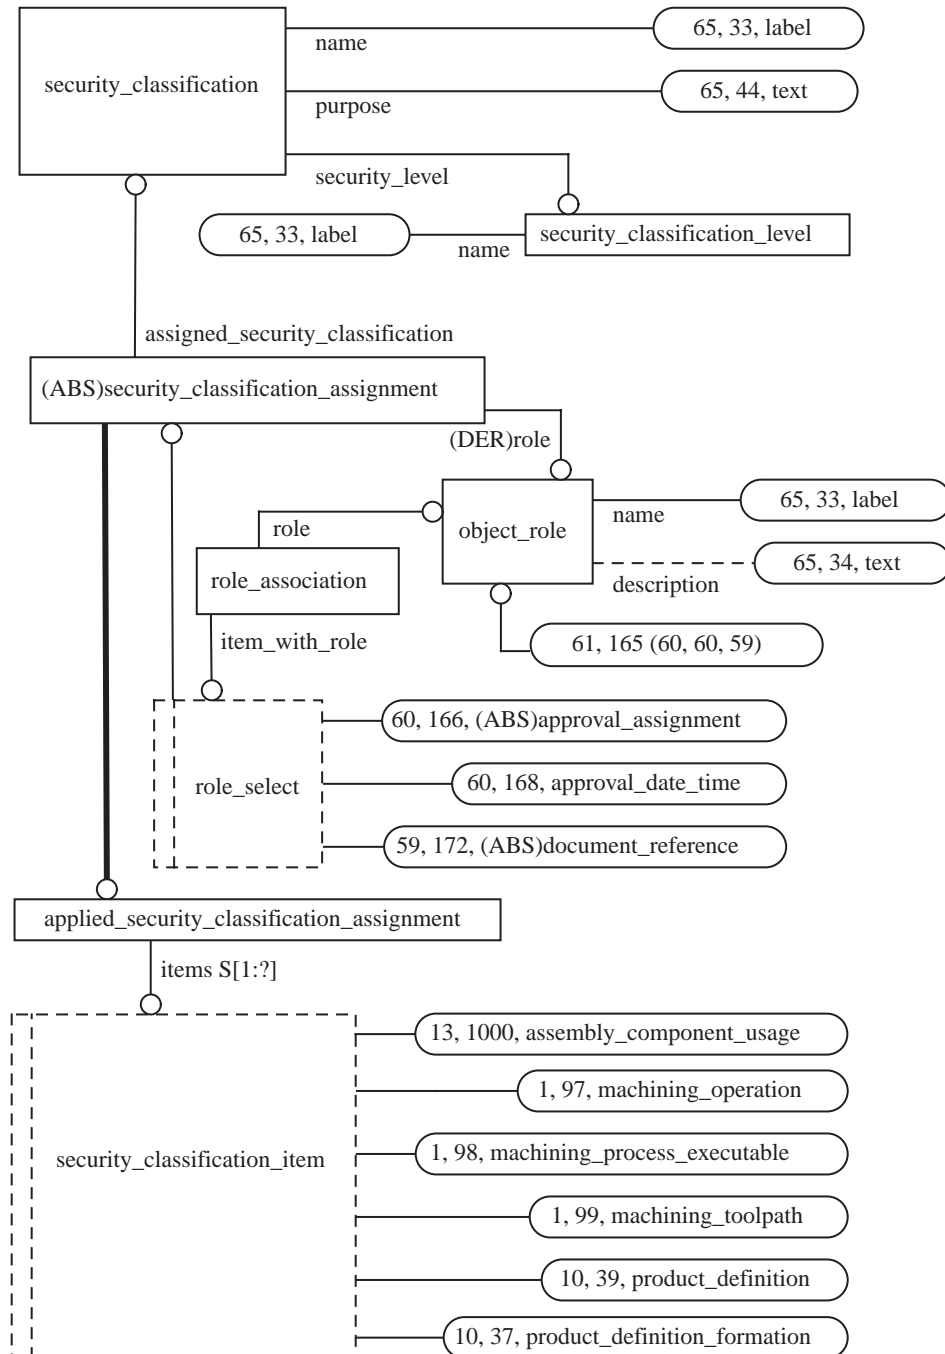 65, 33, label
name
security_classification
65, 44, text
purpose
security_level
65, 33, label
security_classification_level
name
assigned_security_classification
(ABS)security_classification_assignment
(DER)role
65, 33, label
name
role
object_role
role_association
65, 34, text
description
item_with_role
61, 165 (60, 60, 59)
60, 166, (ABS)approval_assignment
role_select
60, 168, approval_date_time
59, 172, (ABS)document_reference
applied_security_classification_assignment
items S[1:?]
13, 1000, assembly_component_usage
1, 97, machining_operation
security_classification_item
1, 98, machining_process_executable
1, 99, machining_toolpath
10, 39, product_definition
10, 37, product_definition_formation